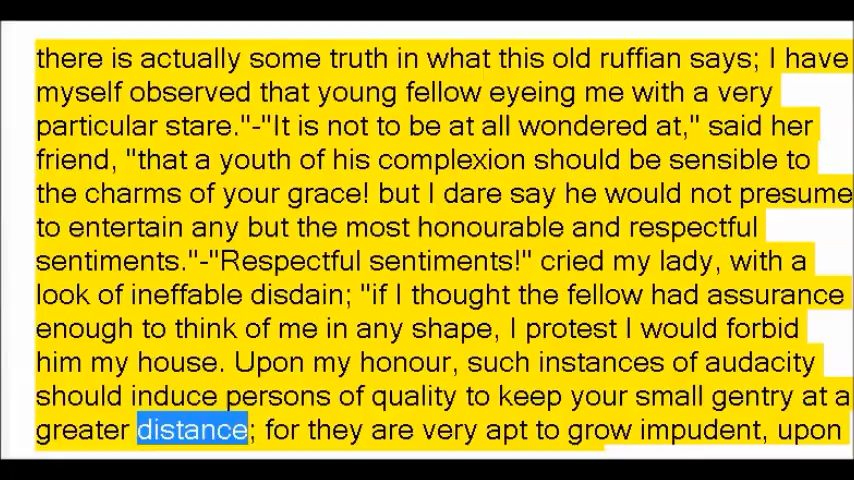 there is actually some truth in what this old ruffian says; I have
myself observed that young fellow eyeing me with a very
particular stare."-"It is not to be at all wondered at," said her
friend, "that a youth of his complexion should be sensible to
the charms of your grace! but I dare say he would not presume
to entertain any but the most honourable and respectful
sentiments."-"Respectful sentiments!" cried my lady, with a
look of ineffable disdain; "if I thought the fellow had assurance
enough to think of me in any shape, I protest I would forbid
him my house. Upon my honour, such instances of audacity
should induce persons of quality to keep your small gentry at a
greater distance; for they are very apt to grow impudent, upon